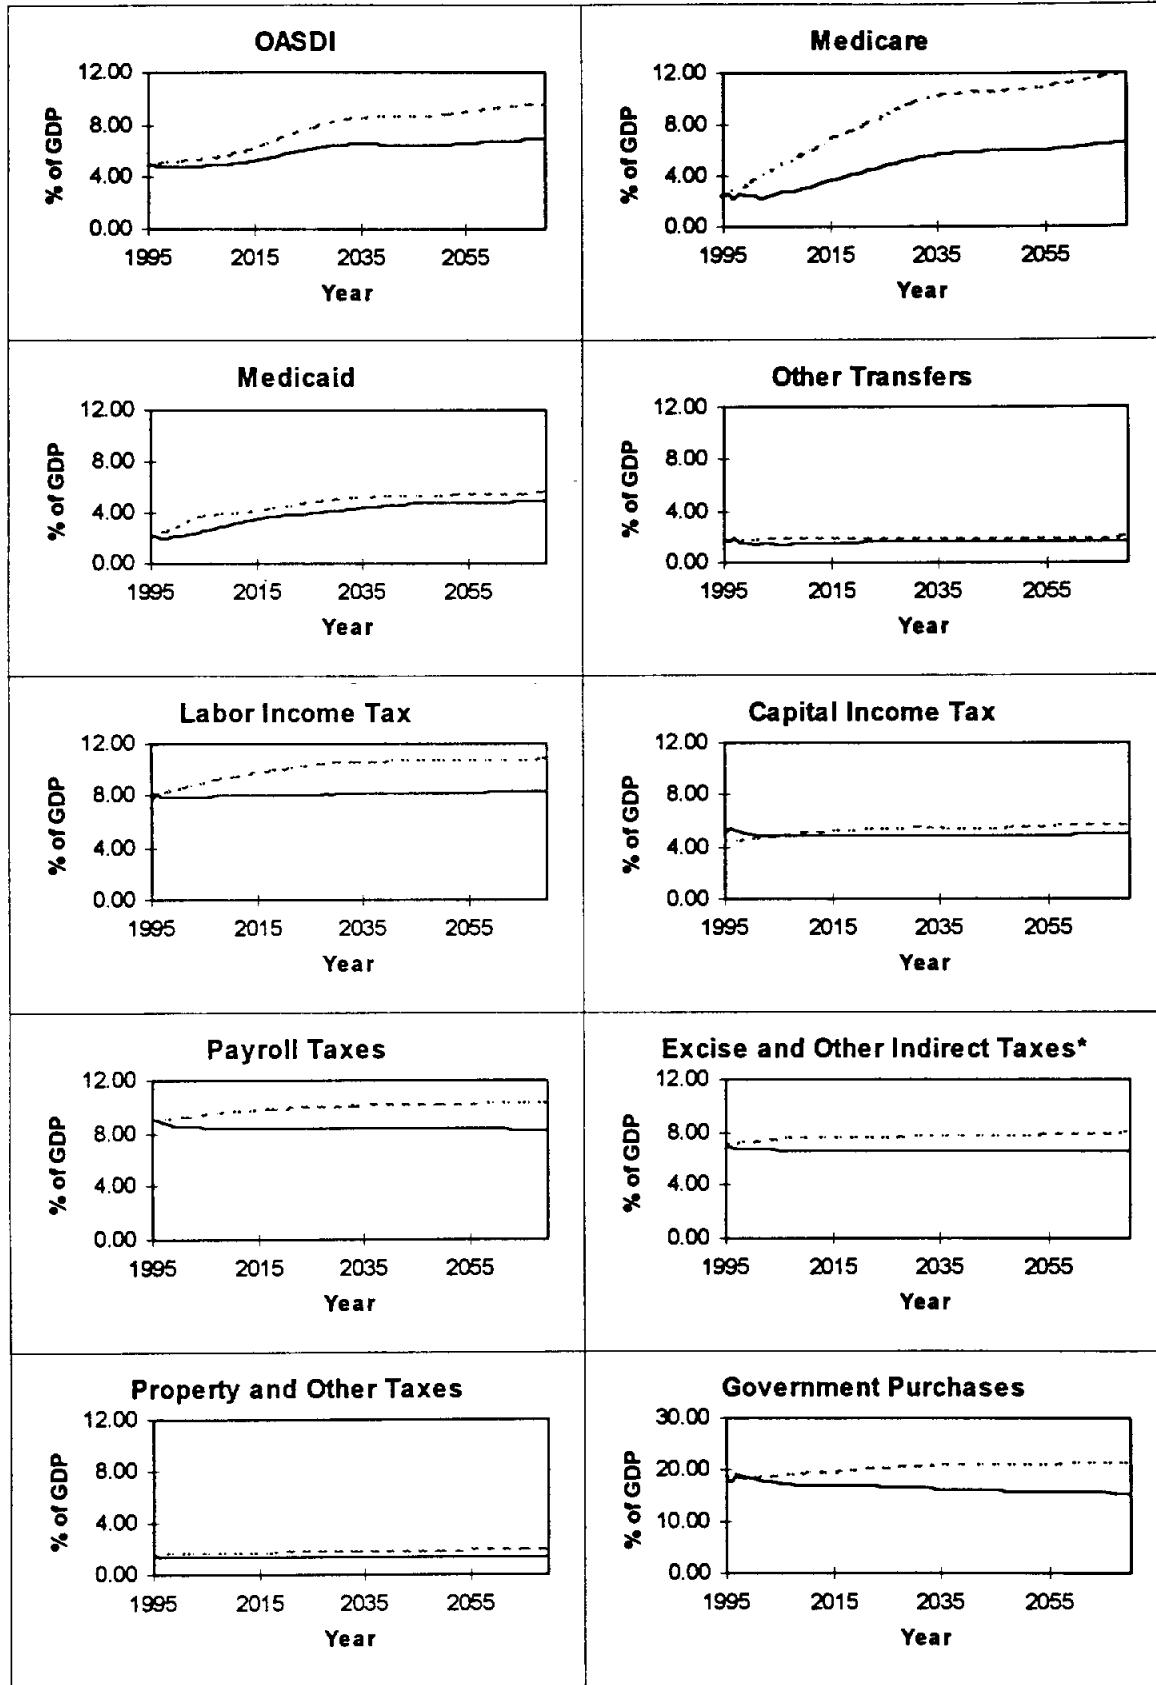 OASDI
12.00
8.00
4.00
0.00
% of GDP
1995 2015 2035 2055
Year
Medicare
12.00
8.00
4.00
0.00
% of GDP
1995 2015 2035 2055
Year
Medicaid
12.00
8.00
4.00
0.00
% of GDP
1995 2015 2035 2055
Year
Other Transfers
12.00
8.00
4.00
0.00
% of GDP
1995 2015 2035 2055
Year
Labor Income Tax
12.00
8.00
4.00
0.00
% of GDP
1995 2015 2035 2055
Year
Capital Income Tax
12.00
8.00
4.00
0.00
% of GDP
1995 2015 2035 2055
Year
Payroll Taxes
12.00
8.00
4.00
0.00
% of GDP
1995 2015 2035 2055
Year
Excise and Other Indirect Taxes*
12.00
8.00
4.00
0.00
% of GDP
1995 2015 2035 2055
Year
Property and Other Taxes
12.00
8.00
4.00
0.00
% of GDP
1995 2015 2035 2055
Year
Government Purchases
30.00
20.00
10.00
0.00
% of GDP
1995 2015 2035 2055
Year